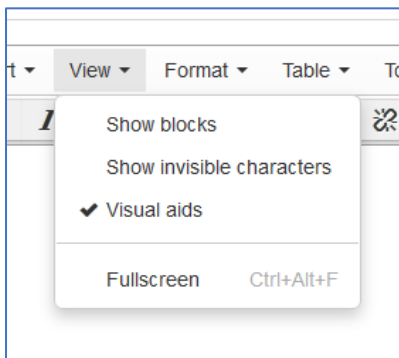 View Format Table
I
Show blocks
Show invisible characters
Visual aids
Fullscreen Ctrl+Alt+F